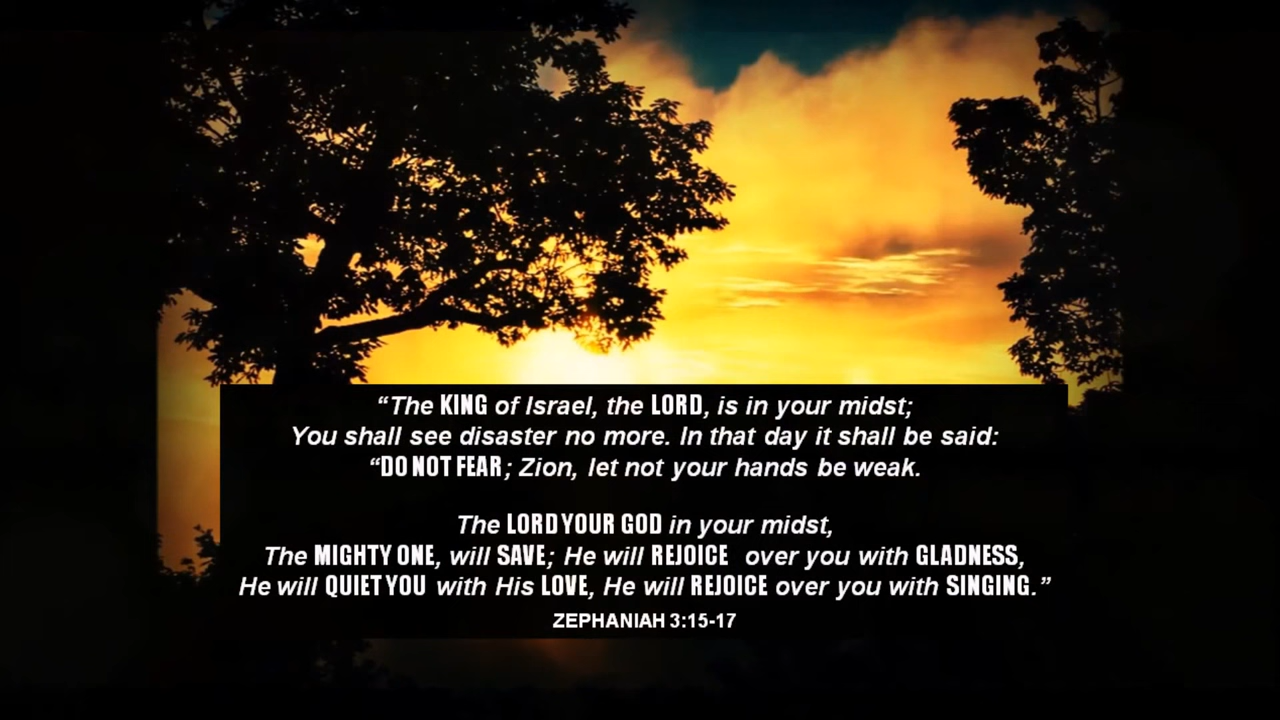 “The KING of Israel, the LORD, is in your midst;
You shall see disaster no more. In that day it shall be said:
“DO NOT FEAR; Zion, let not your hands be weak.
The LORD YOUR GOD in your midst,
The MIGHTY ONE, will SAVE; He will REJOICE over you with GLADNESS,
He will QUIET YOU with His LOVE, He will REJOICE over you with SINGING.”
ZEPHANIAH 3:15-17